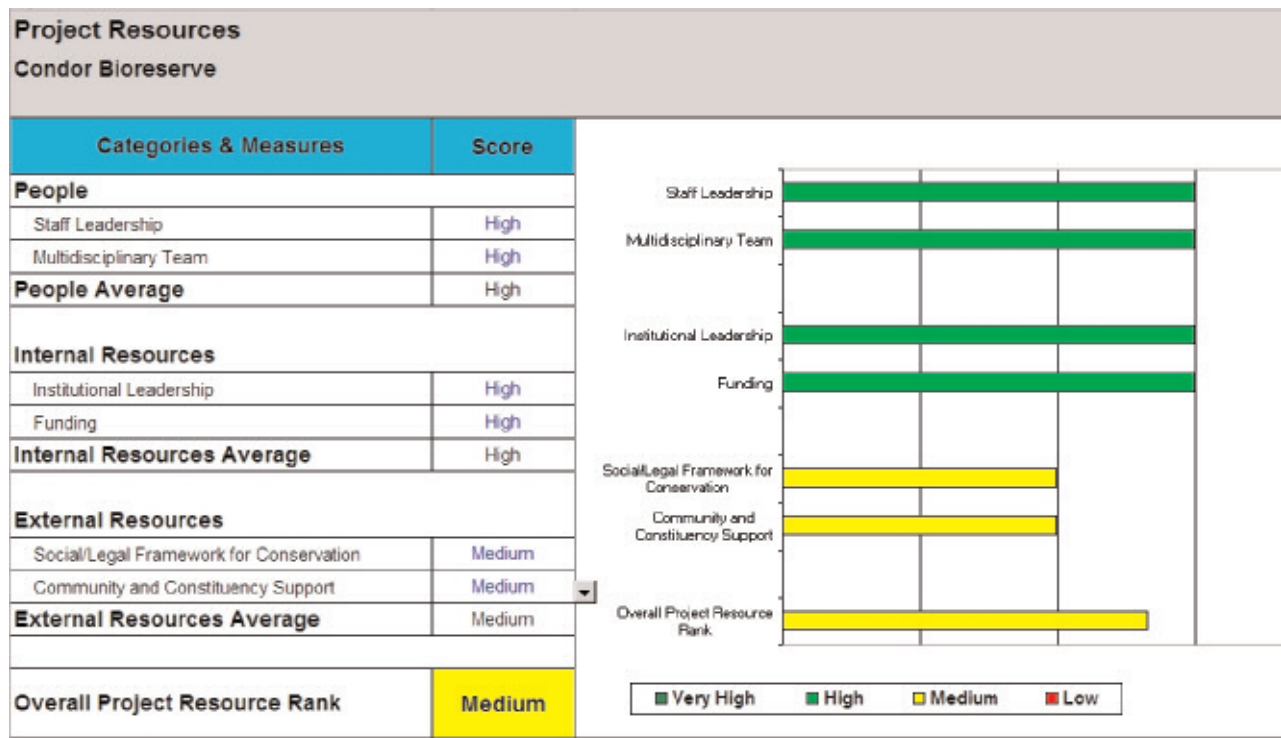 Project Resources
Condor Bioreserve
Categories & Measures Score
People
Staff Leadership High
Multidisciplinary Team High
People Average High
Internal Resources
Institutional Leadership High
Funding High
Internal Resources Average High
External Resources
Social/Legal Framework for Conservation Medium
Community and Constituency Support Medium
External Resources Average Medium
Overall Project Resource Rank Medium
Staff Leadership
Multidisciplinary Team
Institutional Leadership
Funding
Social/Legal Framework for
Conservation
Community and
Constituency Support
Overall Project Resource
Rank
Very High High Medium Low